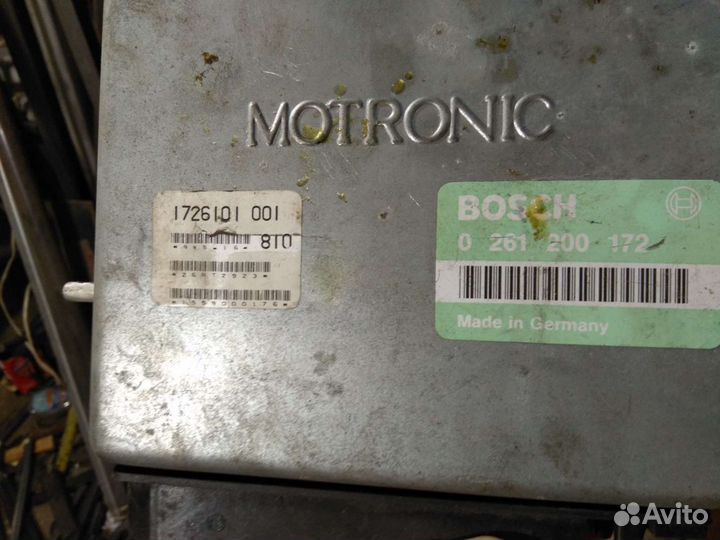 MOTRONIC
1726101 001
810
BOSCH
0 261 200 172
Made in Germany
Avito